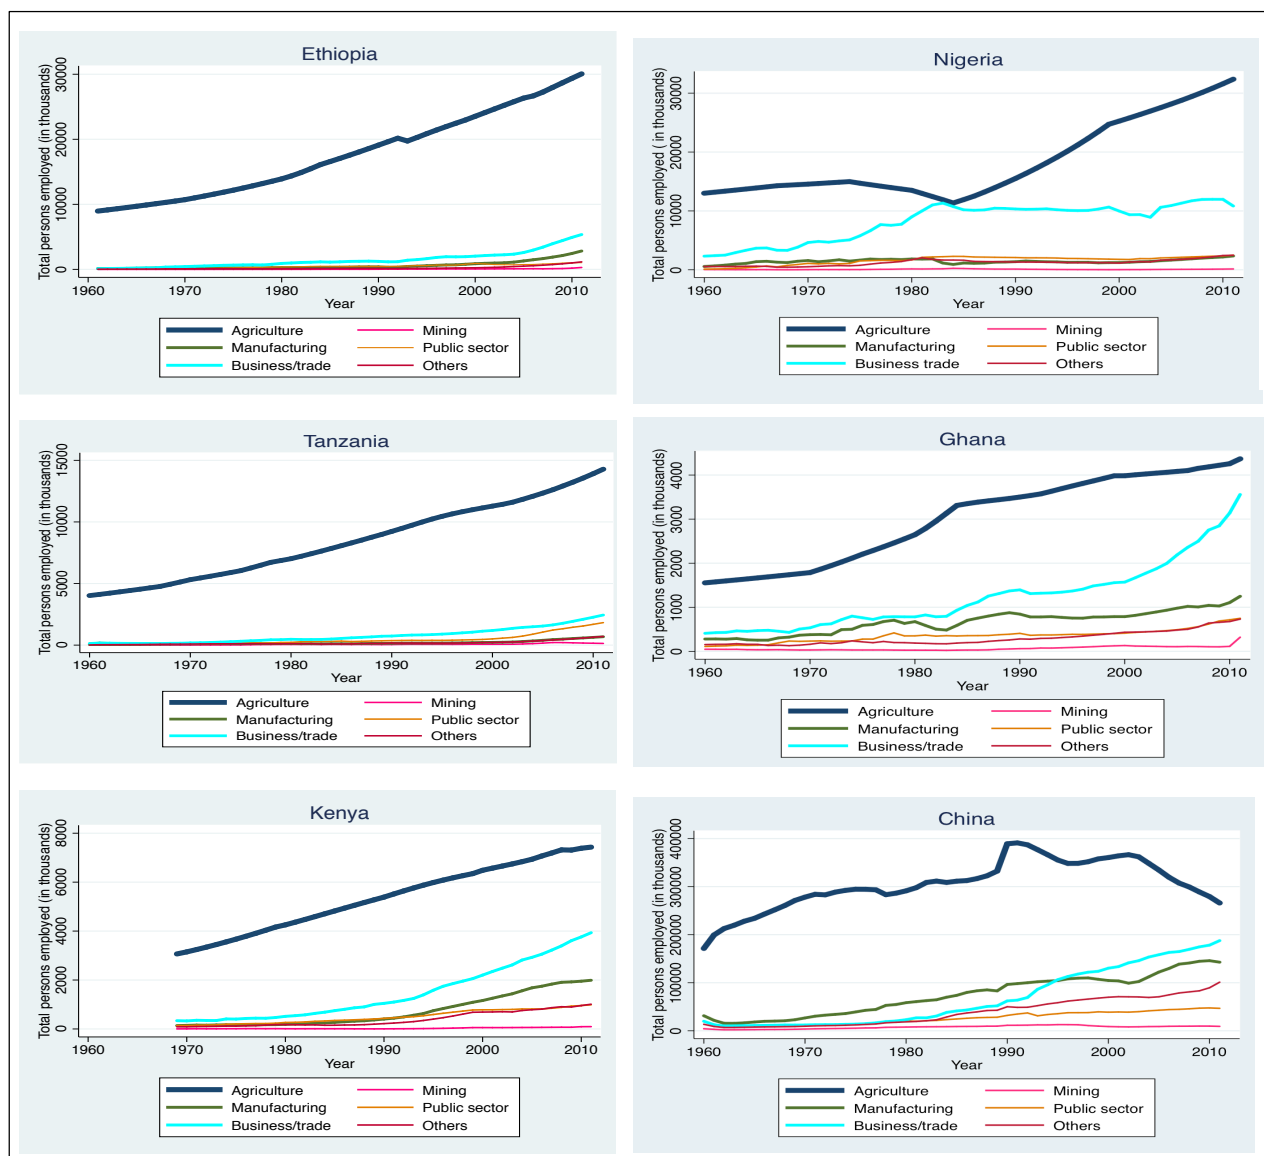 Ethiopia
Total persons employed (in thousands)
30000
20000
10000
0
1960 1970 1980 1990 2000 2010
Year
Agriculture Mining
Manufacturing Public sector
Business/trade Others
Nigeria
Total persons employed ( in thousands)
30000
20000
10000
0
1960 1970 1980 1990 2000 2010
Year
Agriculture Mining
Manufacturing Public sector
Business trade Others
Tanzania
Total persons employed (in thousands)
15000
10000
5000
0
1960 1970 1980 1990 2000 2010
Year
Agriculture Mining
Manufacturing Public sector
Business/trade Others
Ghana
Total persons employed (in thousands)
4000
3000
2000
1000
0
1960 1970 1980 1990 2000 2010
Year
Agriculture Mining
Manufacturing Public sector
Business/trade Others
Kenya
Total persons employed (in thousands)
8000
6000
4000
2000
0
1960 1970 1980 1990 2000 2010
Year
Agriculture Mining
Manufacturing Public sector
Business/trade Others
China
Total persons employed (in thousands)
400000
300000
200000
100000
0
1960 1970 1980 1990 2000 2010
Year
Agriculture Mining
Manufacturing Public sector
Business/trade Others